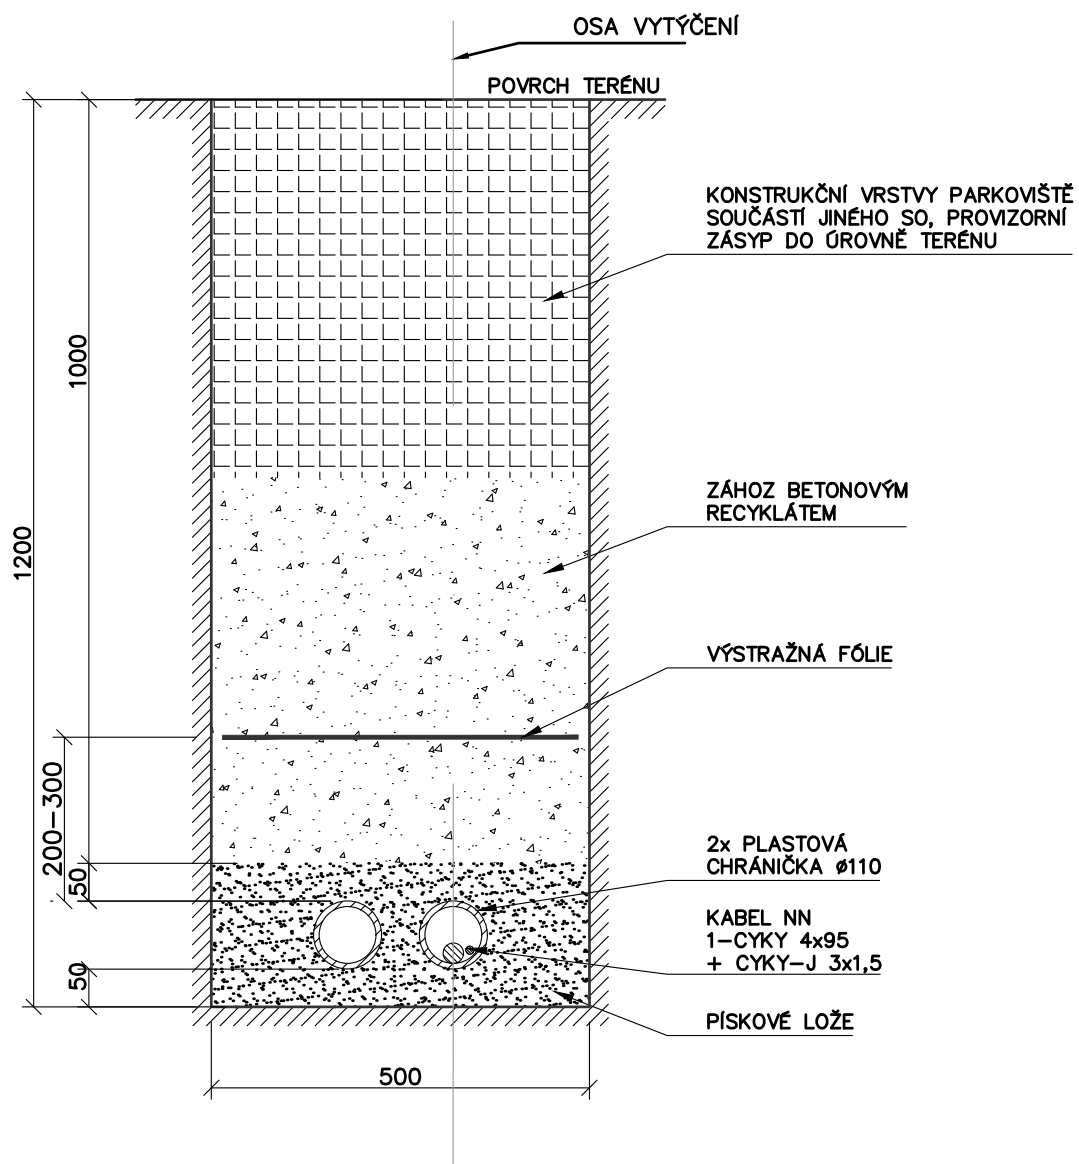 OSA VYTÝČENÍ
POVRCH TERÉNU
KONSTRUKČNÍ VRSTVY PARKOVIŠTĚ
SOUČÁSTÍ JINÉHO SO, PROVIZORNÍ
ZÁSYP DO ÚROVNĚ TERÉNU
1000
ZÁHOZ BETONOVÝM
RECYKLÁTEM
1200
VÝSTRAŽNÁ FÓLIE
200-300
2x PLASTOVÁ
CHRÁNIČKA ø110
50
KABEL NN
1-CYKY 4x95
+ CYKY-J 3x1,5
50
PÍSKOVÉ LOŽE
500